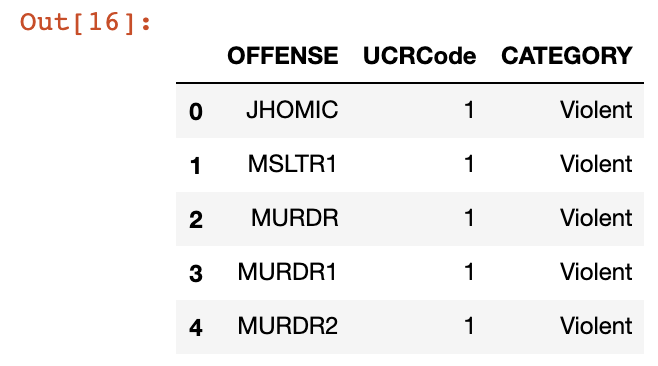 Out[16]:
OFFENSE UCRCode CATEGORY
0 JHOMIC 1 Violent
1 MSLTR1 1 Violent
2 MURDR 1 Violent
3 MURDR1 1 Violent
4 MURDR2 1 Violent